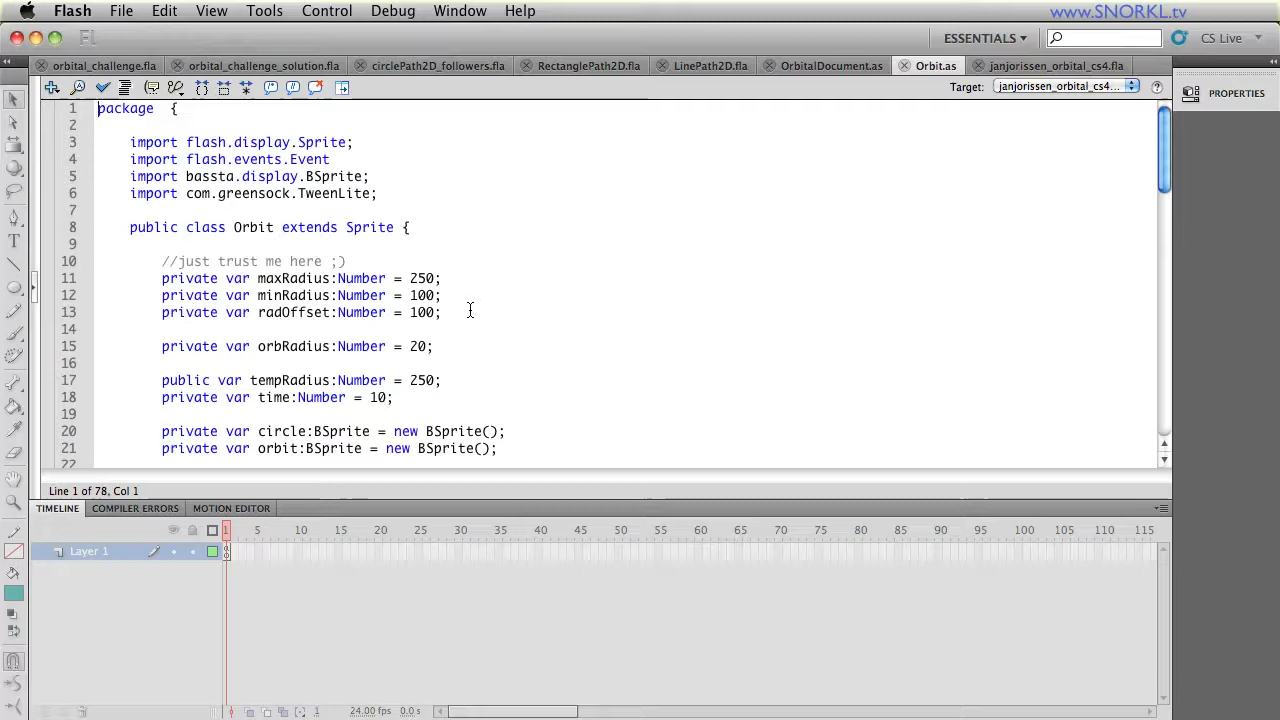 Flash File Edit View Tools Control Debug Window Help www.SNORKL.tv
FL ESSENTIALS CS Live
orbital_challenge.fla orbital_challenge_solution.fla circlePath2D_followers.fla RectanglePath2D.fla LinePath2D.fla OrbitalDocument.as Orbit.as janjorissen_orbital_cs4.fla
Target: janjorissen_orbital_cs4...
PROPERTIES
1 package {
2
3 import flash.display.Sprite;
4 import flash.events.Event
5 import bassta.display.BSprite;
6 import com.greensock.TweenLite;
7
8 public class Orbit extends Sprite {
9
10 //just trust me here ;)
11 private var maxRadius:Number = 250;
12 private var minRadius:Number = 100;
13 private var radOffset:Number = 100;
14
15 private var orbRadius:Number = 20;
16
17 public var tempRadius:Number = 250;
18 private var time:Number = 10;
19
20 private var circle:BSprite = new BSprite();
21 private var orbit:BSprite = new BSprite();
22
Line 1 of 78, Col 1
TIMELINE COMPILER ERRORS MOTION EDITOR
1 5 10 15 20 25 30 35 40 45 50 55 60 65 70 75 80 85 90 95 100 105 110 115
Layer 1
1 24.00 fps 0.0 s